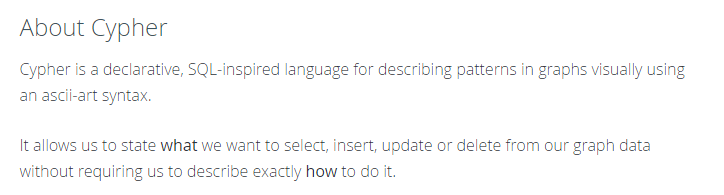 About Cypher
Cypher is a declarative, SQL-inspired language for describing patterns in graphs visually using
an ascii-art syntax.
It allows us to state what we want to select, insert, update or delete from our graph data
without requiring us to describe exactly how to do it.